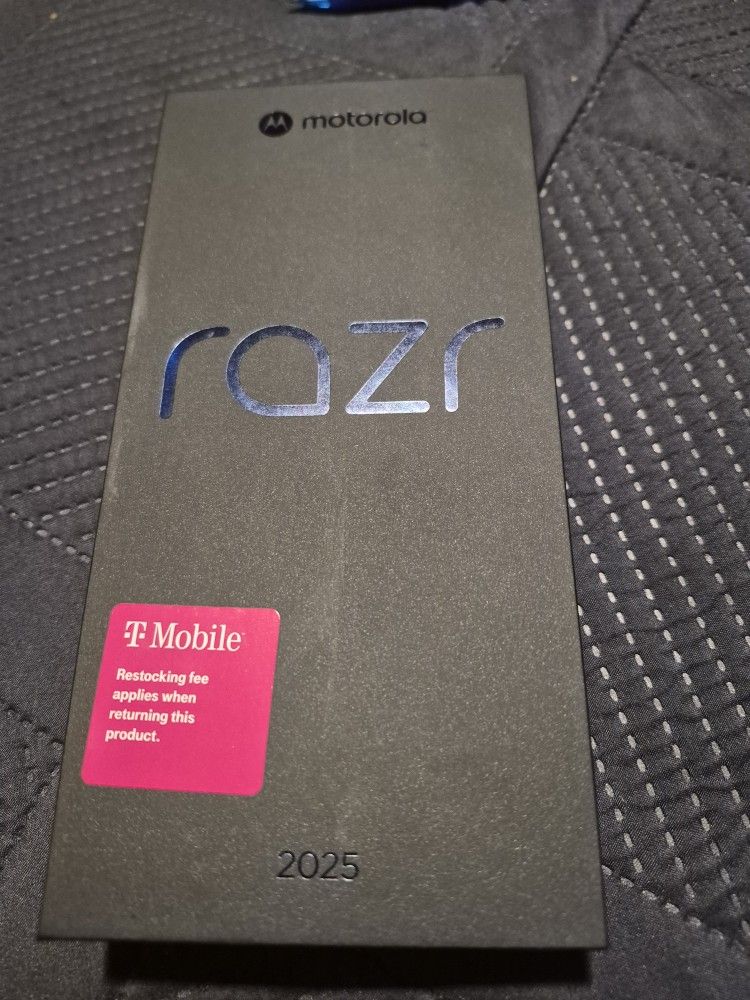 motorola
razr
T Mobile
Restocking fee
applies when
returning this
product.
2025